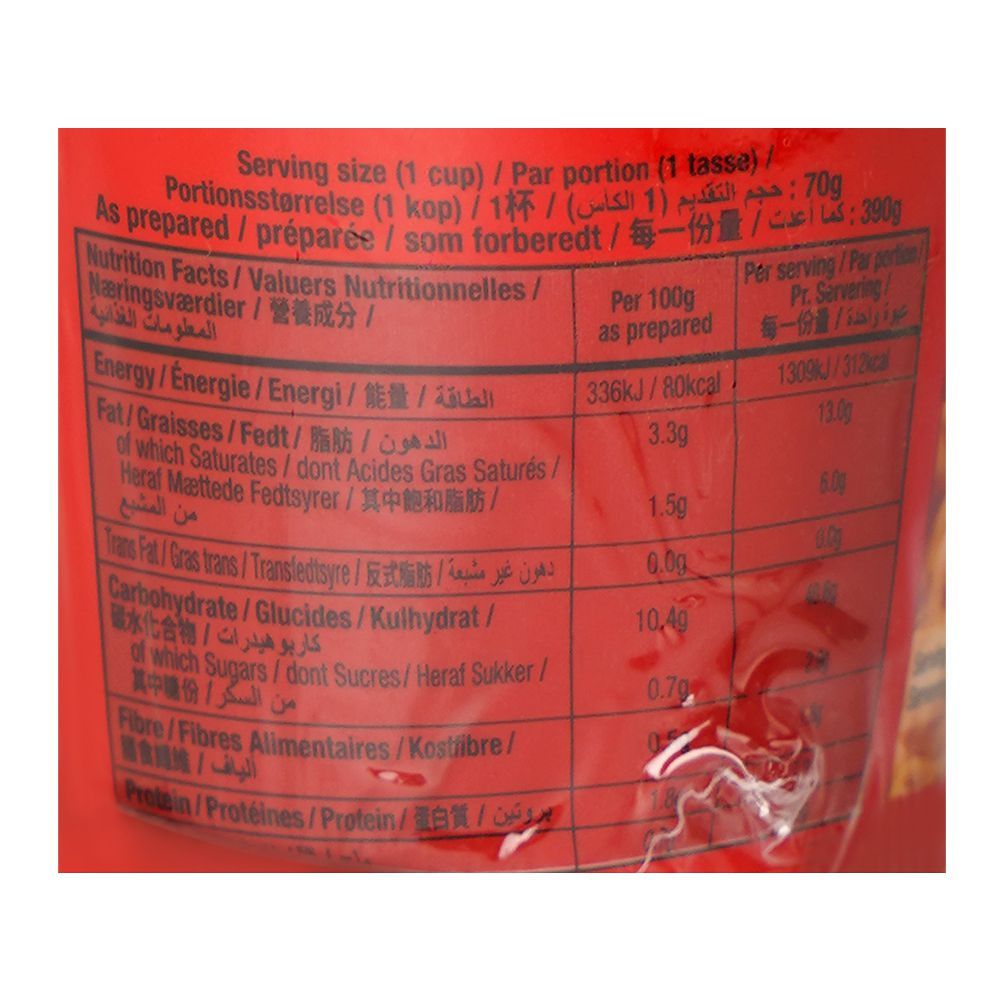 Serving size (1 cup) / Par portion (1 tasse) /
Portionsstørrelse (1 kop) / 1杯 / حجم التقديم (1 الكأس) : 70g
As prepared / préparée / som forberedt / 每一份量 / كما أعدت : 390g
Nutrition Facts / Valuers Nutritionnelles /
Næringsværdier / 營養成分 /
المعلومات الغذائية
Per 100g
as prepared
Per serving / Par portion /
Pr. Servering /
每一份量 / عبوة واحدة
Energy / Énergie / Energi / 能量 / الطاقة
336kJ / 80kcal
1309kJ / 312kcal
Fat / Graisses / Fedt / 脂肪 / الدهون
3.3g
13.0g
of which Saturates / dont Acides Gras Saturés /
Heraf Mættede Fedtsyrer / 其中飽和脂肪 /
من المشبع
1.5g
6.0g
Trans Fat / Gras trans / Transfedtsyre / 反式脂肪 / دهون غير مشبعة
0.0g
0.0g
Carbohydrate / Glucides / Kulhydrat /
碳水化合物 / كاربوهيدرات
10.4g
of which Sugars / dont Sucres / Heraf Sukker /
其中糖份 / من السكر
0.7g
Fibre / Fibres Alimentaires / Kostfibre /
膳食纖維 / الياف
0.5g
Protein / Protéines / Protein / 蛋白質 / بروتين
1.8g